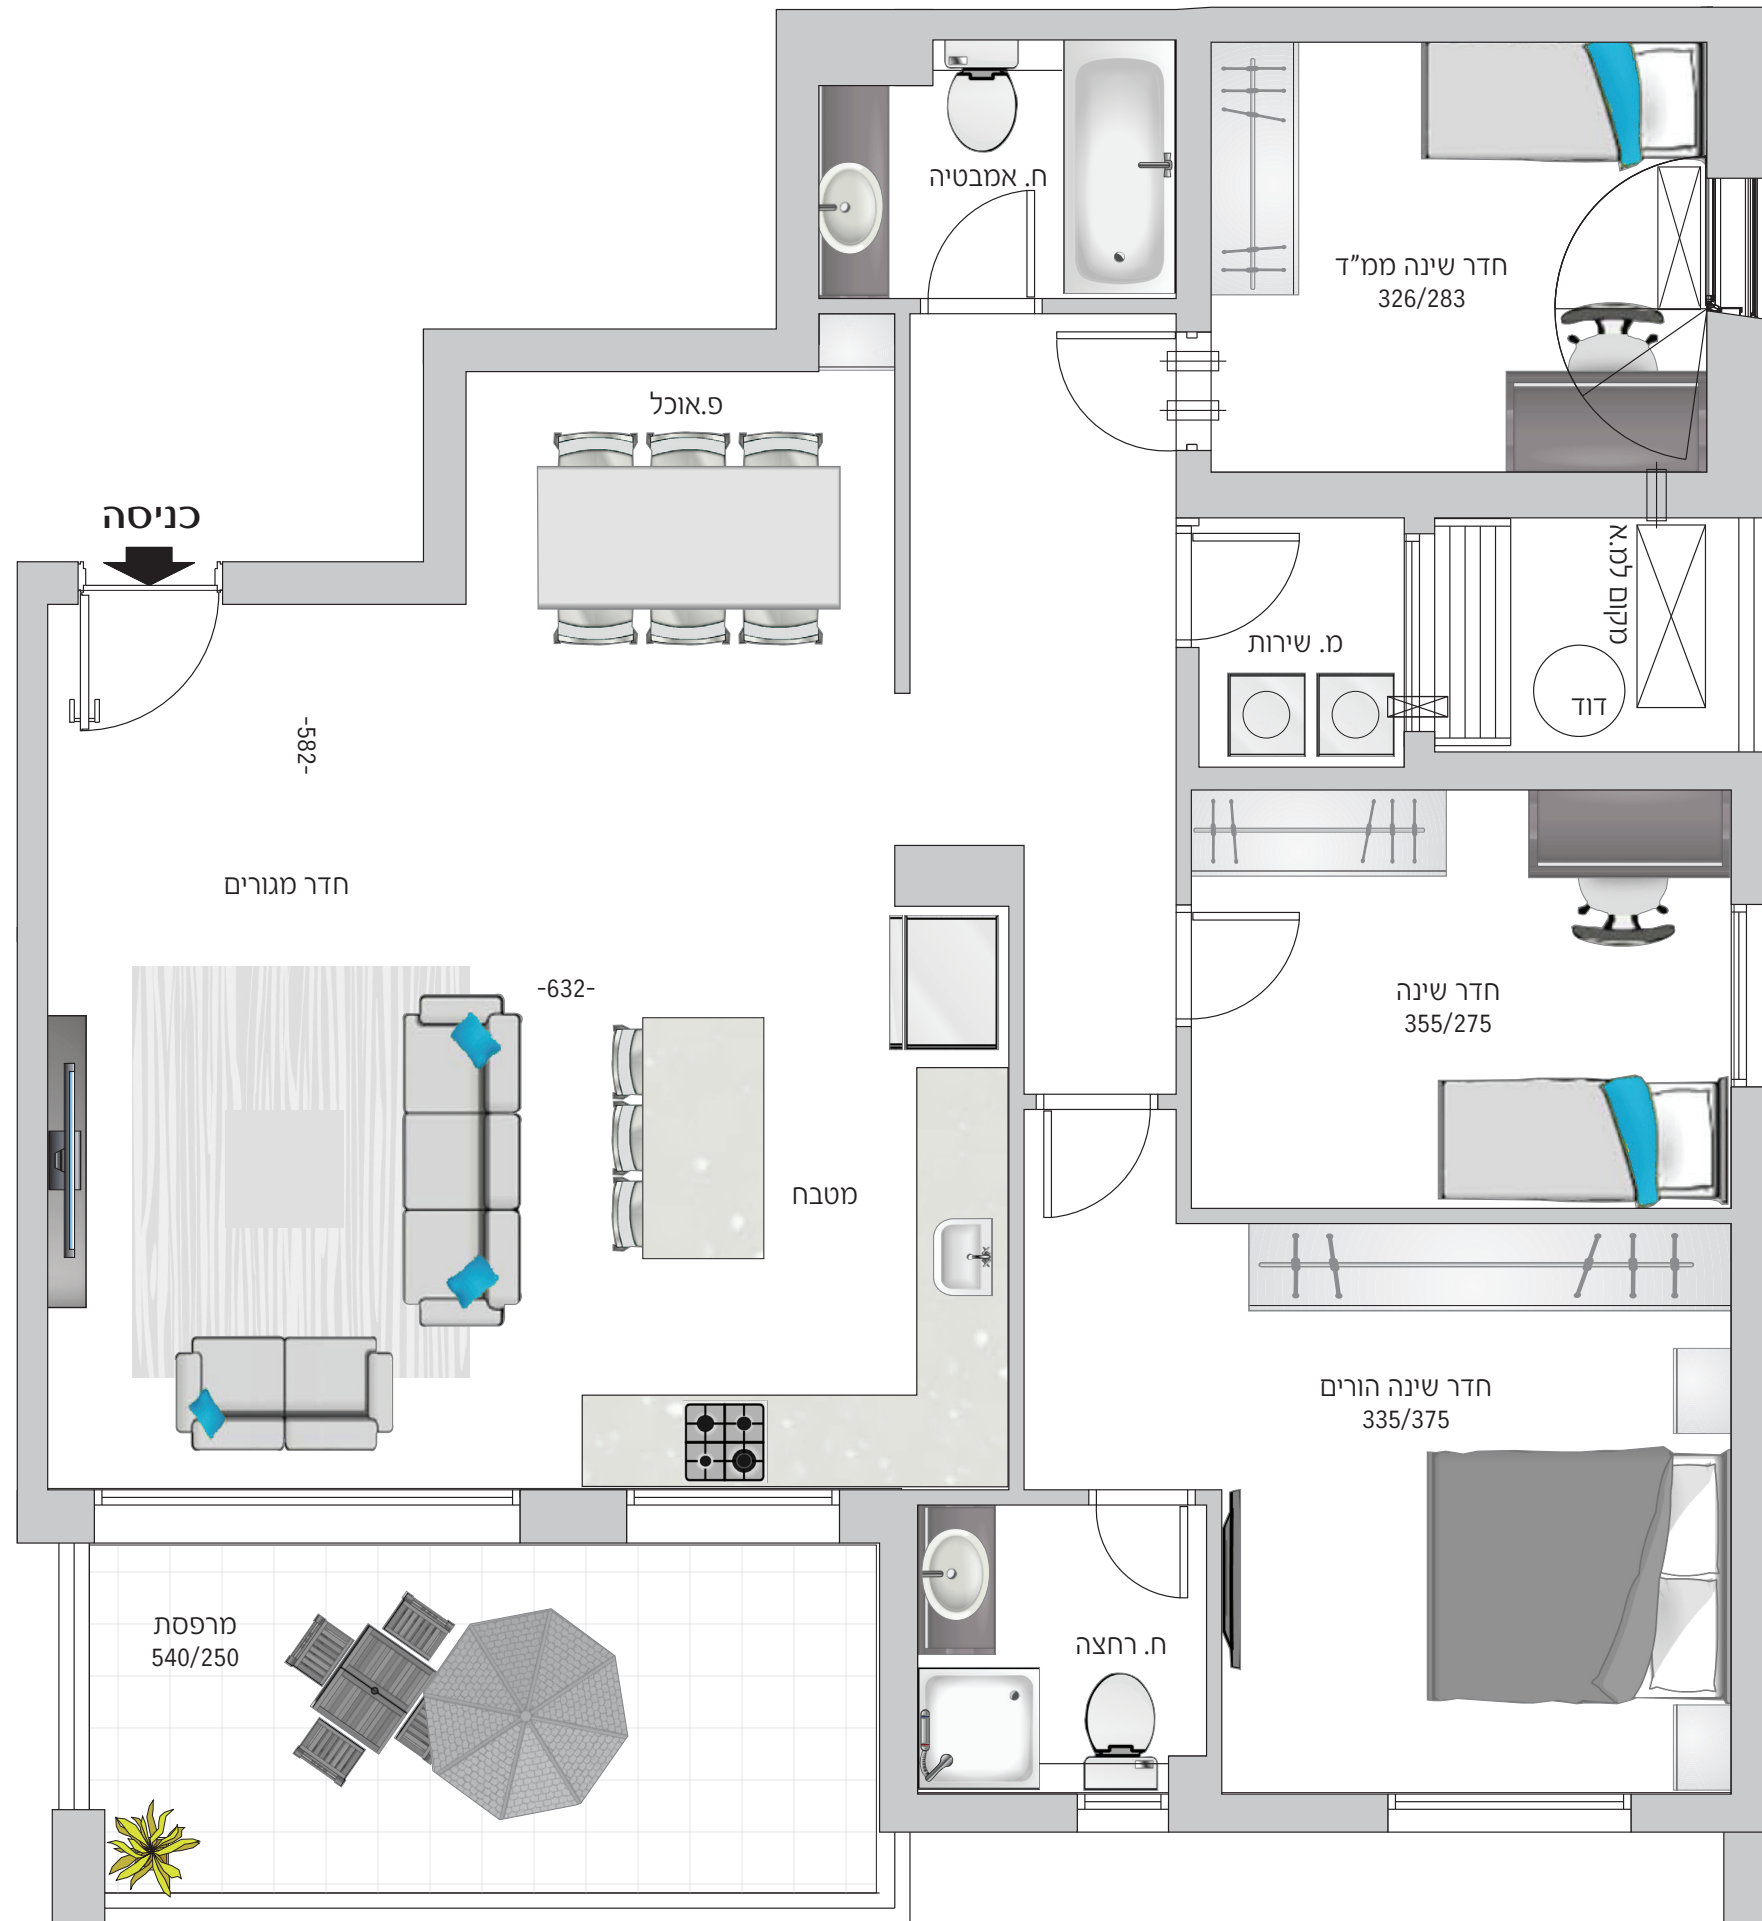 ח. אמבטיה
חדר שינה ממ"ד
326/283
פ.אוכל
כניסה
מקום למ.א
מ. שירות
דוד
-582-
חדר מגורים
-632-
חדר שינה
355/275
מטבח
חדר שינה הורים
335/375
מרפסת
540/250
ח. רחצה